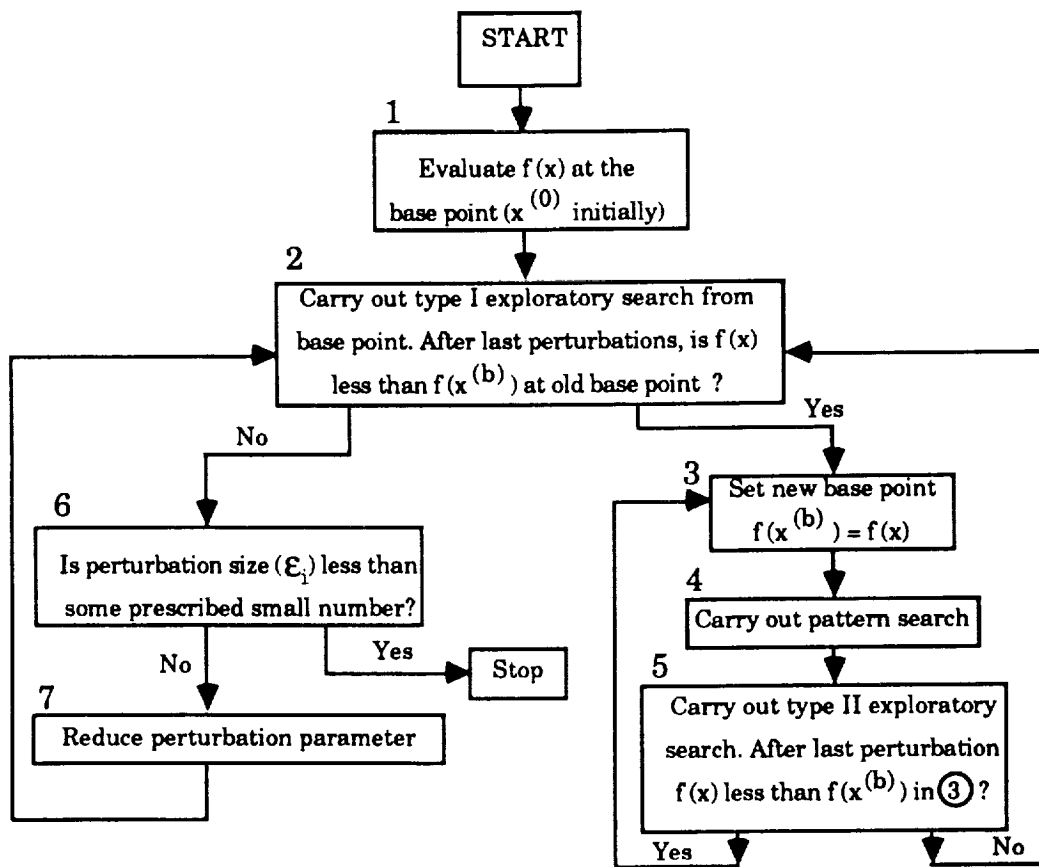 START
1
Evaluate f(x) at the
base point (x^(0) initially)
2
Carry out type I exploratory search from
base point. After last perturbations, is f(x)
less than f(x^(b)) at old base point ?
No
Yes
3
Set new base point
f(x^(b)) = f(x)
6
Is perturbation size (ε_i) less than
some prescribed small number?
4
Carry out pattern search
No
Yes
Stop
5
Carry out type II exploratory
search. After last perturbation
f(x) less than f(x^(b)) in ③ ?
7
Reduce perturbation parameter
Yes
No